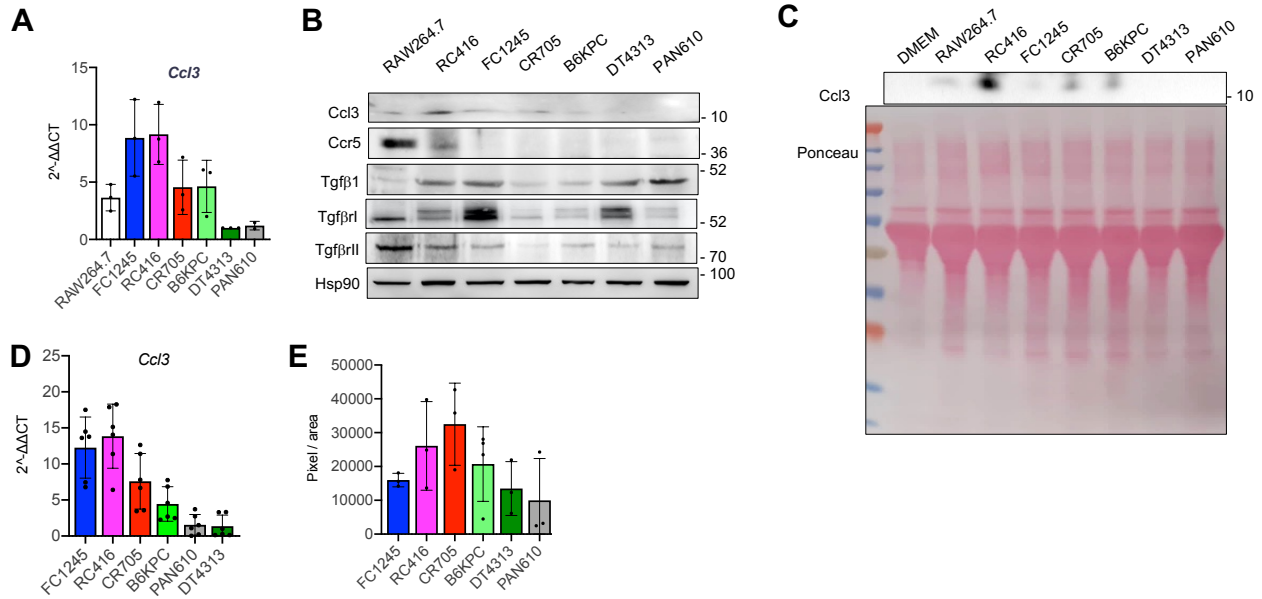 A
Ccl3
2^-ΔΔCT
15
10
5
0
RAW264.7
FC1245
RC416
CR705
B6KPC
DT4313
PAN610
B
RAW264.7
RC416
FC1245
CR705
B6KPC
DT4313
PAN610
Ccl3
- 10
Ccr5
- 36
Tgfβ1
- 52
TgfβrI
- 52
TgfβrII
- 70
Hsp90
- 100
C
DMEM
RAW264.7
RC416
FC1245
CR705
B6KPC
DT4313
PAN610
Ccl3
- 10
Ponceau
D
Ccl3
2^-ΔΔCT
25
20
15
10
5
0
FC1245
RC416
CR705
B6KPC
PAN610
DT4313
E
Pixel / area
50000
40000
30000
20000
10000
0
FC1245
RC416
CR705
B6KPC
DT4313
PAN610